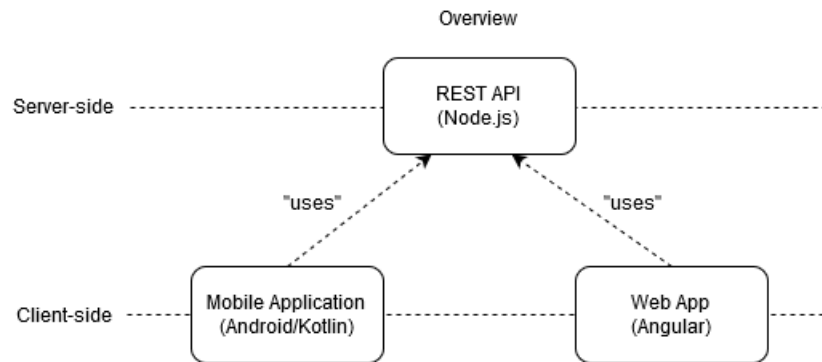 Overview
Server-side
REST API
(Node.js)
"uses"
"uses"
Client-side
Mobile Application
(Android/Kotlin)
Web App
(Angular)